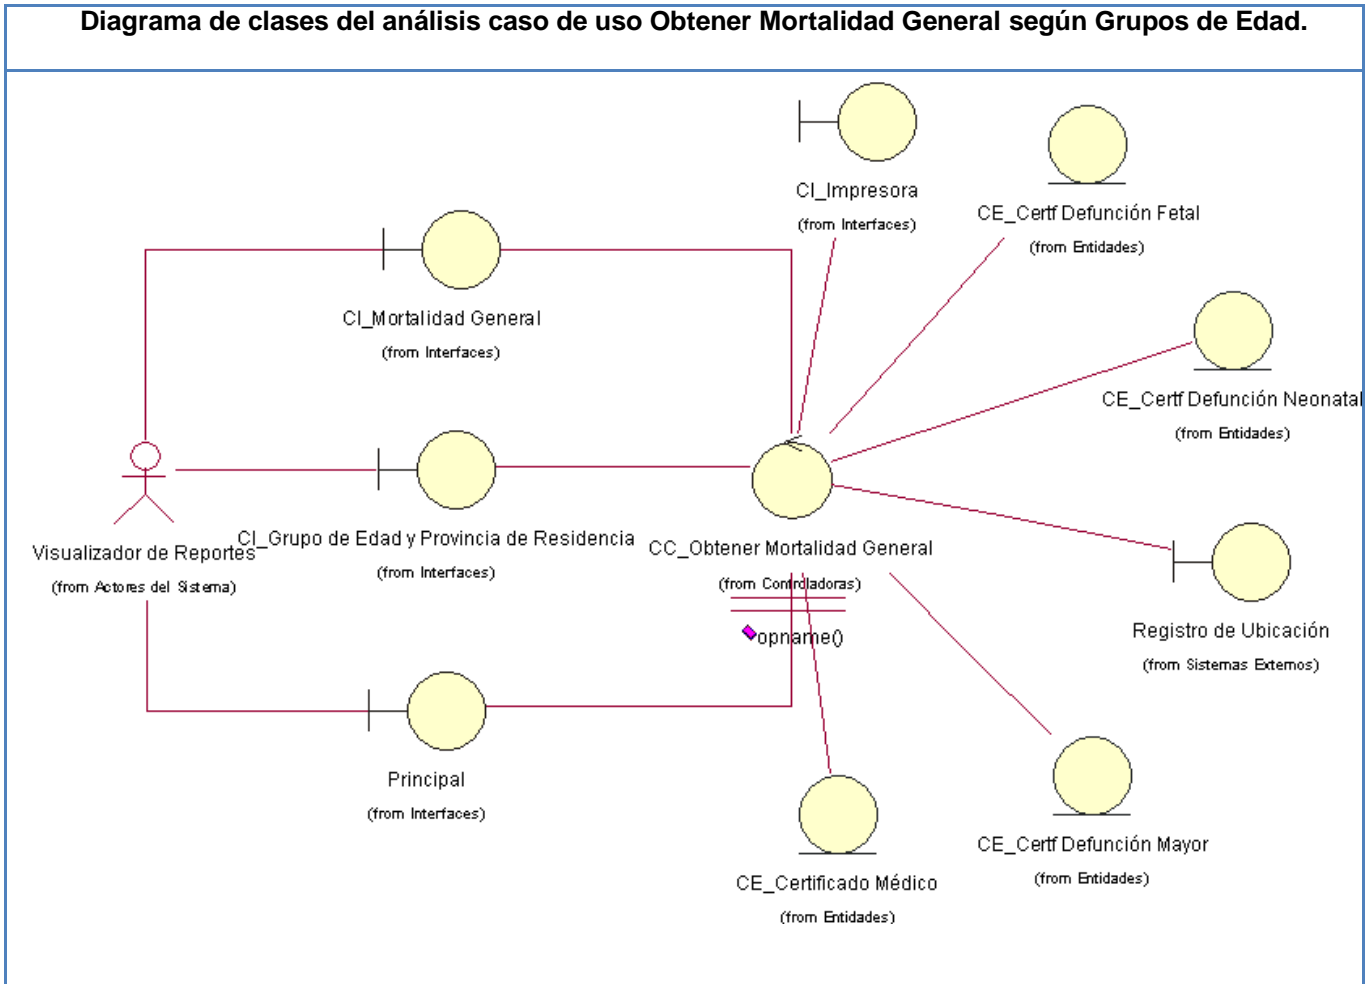 Diagrama de clases del análisis caso de uso Obtener Mortalidad General según Grupos de Edad.
CI_Impresora
(from Interfaces)
CE_Certf Defunción Fetal
(from Entidades)
CI_Mortalidad General
(from Interfaces)
CE_Certf Defunción Neonatal
(from Entidades)
Visualizador de Reportes
(from Actores del Sistema)
CI_Grupo de Edad y Provincia de Residencia
(from Interfaces)
CC_Obtener Mortalidad General
(from Controladoras)
opname()
Registro de Ubicación
(from Sistemas Externos)
Principal
(from Interfaces)
CE_Certf Defunción Mayor
(from Entidades)
CE_Certificado Médico
(from Entidades)